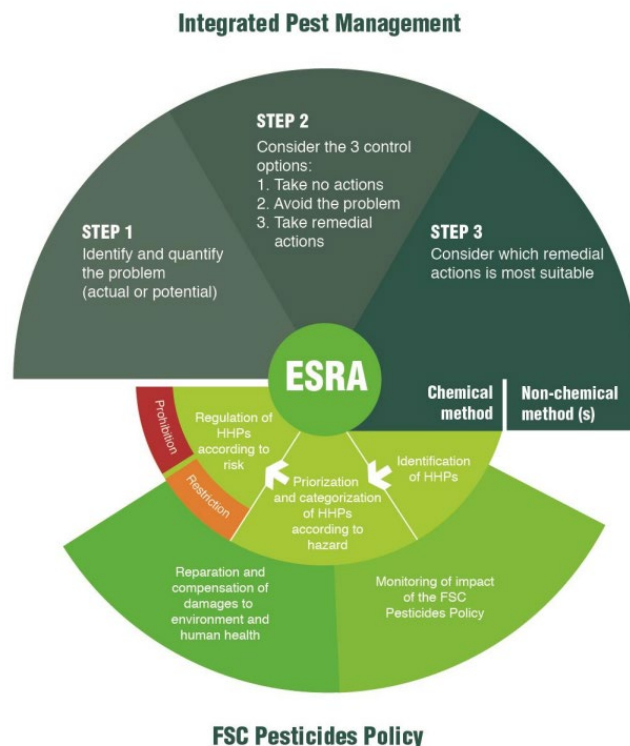 Integrated Pest Management
STEP 2
Consider the 3 control
options:
1. Take no actions
2. Avoid the problem
3. Take remedial
actions
STEP 1
Identify and quantify
the problem
(actual or potential)
STEP 3
Consider which remedial
actions is most suitable
ESRA
Chemical
method
Non-chemical
method (s)
Prohibition
Restriction
Regulation of
HHPs
according to
risk
Priorization
and categorization
of HHPs
according to
hazard
Identification
of HHPs
Reparation and
compensation of
damages to
environment and
human health
Monitoring of impact
of the FSC
Pesticides Policy
FSC Pesticides Policy